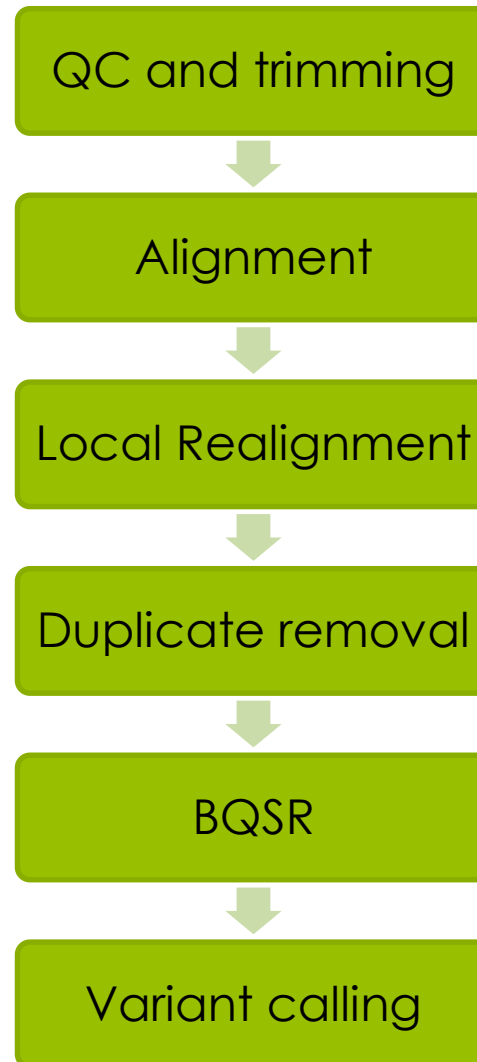 QC and trimming
Alignment
Local Realignment
Duplicate removal
BQSR
Variant calling